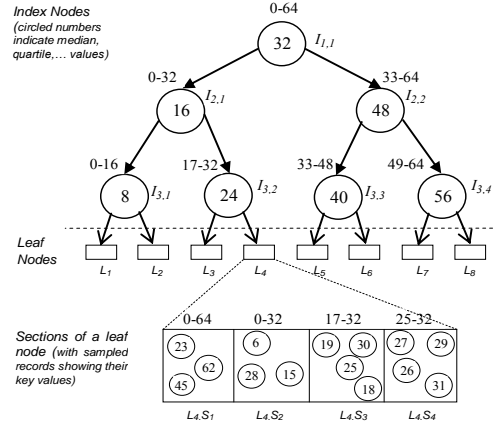 Index Nodes
(circled numbers
indicate median,
quartile,... values)
0-64
32
I1,1
0-32
33-64
16
I2,1
48
I2,2
0-16
17-32
33-48
49-64
8
I3,1
24
I3,2
40
I3,3
56
I3,4
Leaf
Nodes
L1
L2
L3
L4
L5
L6
L7
L8
Sections of a leaf
node (with sampled
records showing their
key values)
0-64
0-32
17-32
25-32
23
62
45
6
28
15
19
30
25
18
27
29
26
31
L4.S1
L4.S2
L4.S3
L4.S4